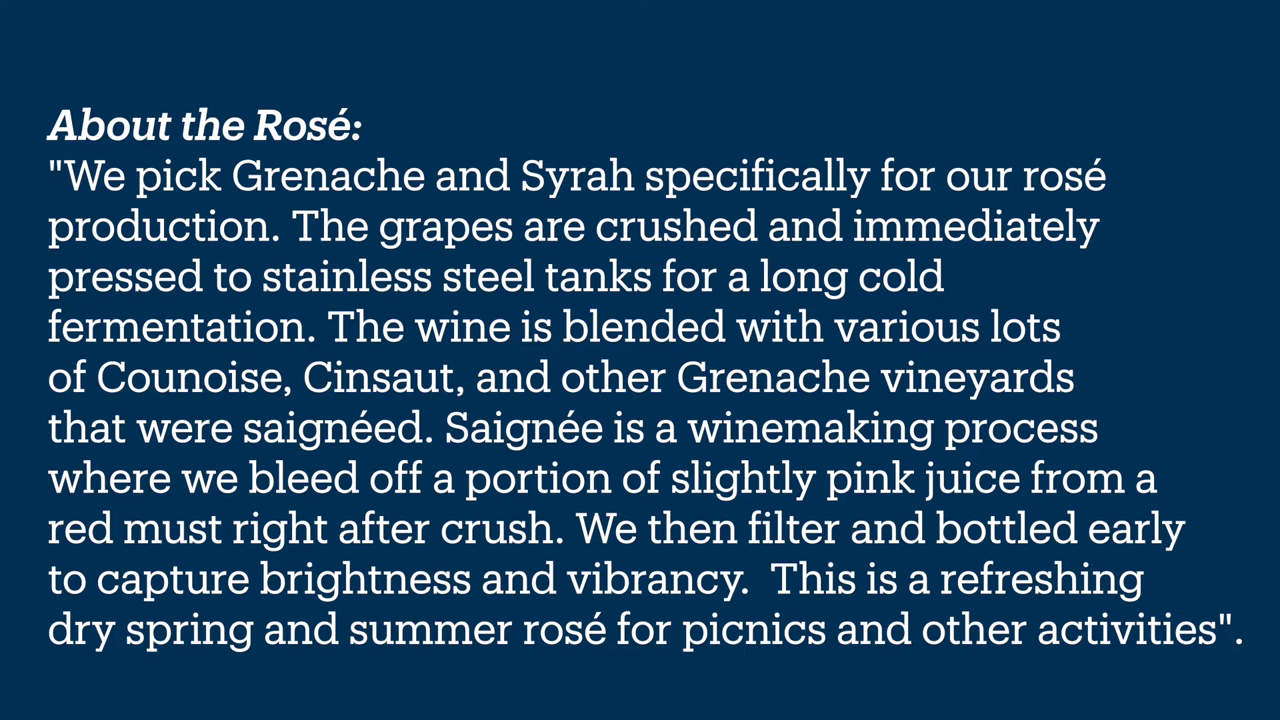 About the Rosé:
"We pick Grenache and Syrah specifically for our rosé
production. The grapes are crushed and immediately
pressed to stainless steel tanks for a long cold
fermentation. The wine is blended with various lots
of Counoise, Cinsaut, and other Grenache vineyards
that were saignéed. Saignée is a winemaking process
where we bleed off a portion of slightly pink juice from a
red must right after crush. We then filter and bottled early
to capture brightness and vibrancy.  This is a refreshing
dry spring and summer rosé for picnics and other activities".